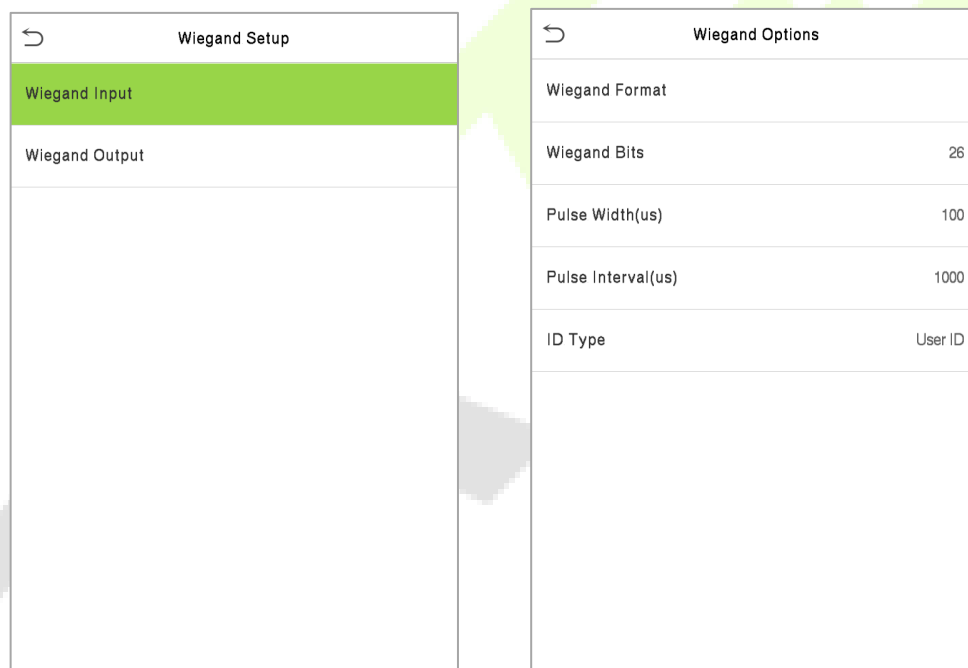 Wiegand Setup
Wiegand Input
Wiegand Output
Wiegand Options
Wiegand Format
Wiegand Bits 26
Pulse Width(us) 100
Pulse Interval(us) 1000
ID Type User ID